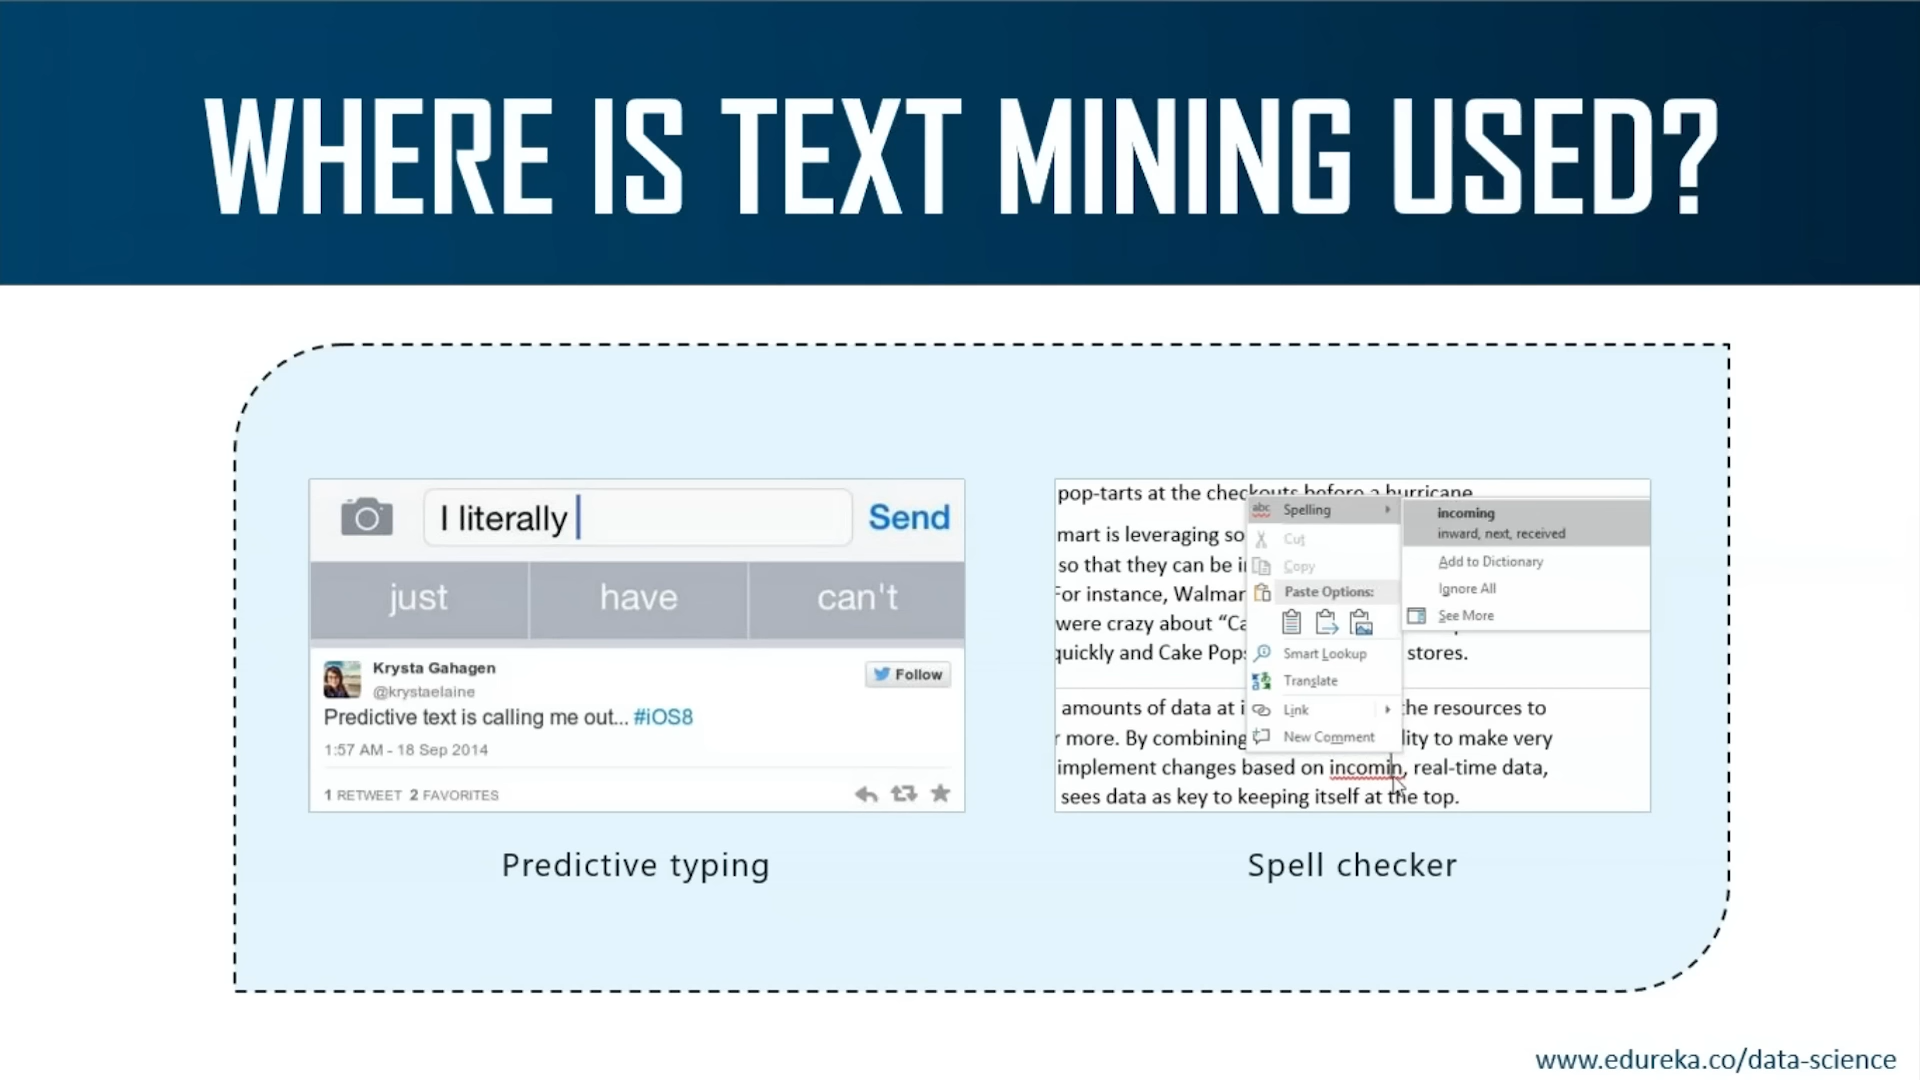 WHERE IS TEXT MINING USED?
I literally
Send
just have can't
Krysta Gahagen
@krystaelaine
Follow
Predictive text is calling me out... #iOS8
1:57 AM - 18 Sep 2014
1 RETWEET 2 FAVORITES
Predictive typing
pop-tarts at the checkouts before a hurricane
mart is leveraging so
so that they can be i
For instance, Walmar
were crazy about “Ca
quickly and Cake Pops
stores.
amounts of data at i
the resources to
r more. By combining
lity to make very
implement changes based on incomin, real-time data,
sees data as key to keeping itself at the top.
abc Spelling
Cut
Copy
Paste Options:
Smart Lookup
Translate
Link
New Comment
incoming
inward, next, received
Add to Dictionary
Ignore All
See More
Spell checker
www.edureka.co/data-science